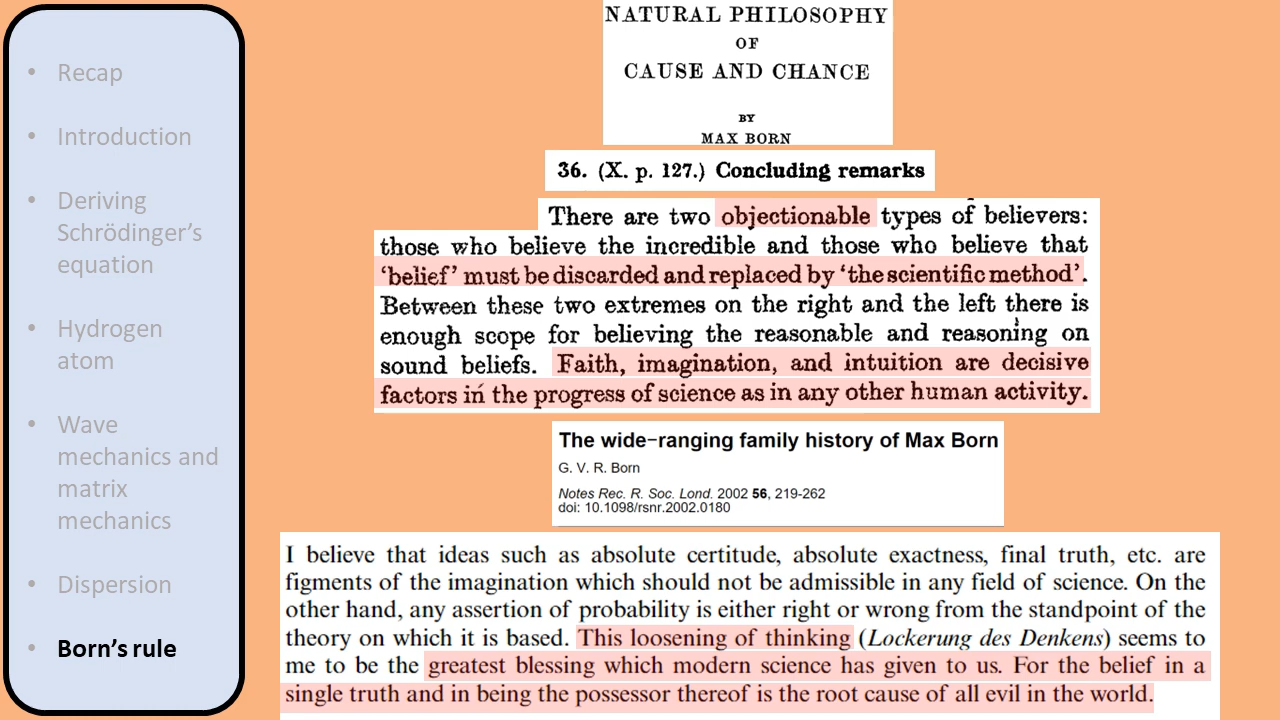 • Recap
• Introduction
• Deriving
Schrödinger's
equation
• Hydrogen
atom
• Wave
mechanics and
matrix
mechanics
• Dispersion
• Born's rule
NATURAL PHILOSOPHY
OF
CAUSE AND CHANCE
BY
MAX BORN
36. (X. p. 127.) Concluding remarks
There are two objectionable types of believers:
those who believe the incredible and those who believe that
‘belief’ must be discarded and replaced by ‘the scientific method’.
Between these two extremes on the right and the left there is
enough scope for believing the reasonable and reasoning on
sound beliefs. Faith, imagination, and intuition are decisive
factors in the progress of science as in any other human activity.
The wide-ranging family history of Max Born
G. V. R. Born
Notes Rec. R. Soc. Lond. 2002 56, 219-262
doi: 10.1098/rsnr.2002.0180
I believe that ideas such as absolute certitude, absolute exactness, final truth, etc. are
figments of the imagination which should not be admissible in any field of science. On the
other hand, any assertion of probability is either right or wrong from the standpoint of the
theory on which it is based. This loosening of thinking (Lockerung des Denkens) seems to
me to be the greatest blessing which modern science has given to us. For the belief in a
single truth and in being the possessor thereof is the root cause of all evil in the world.